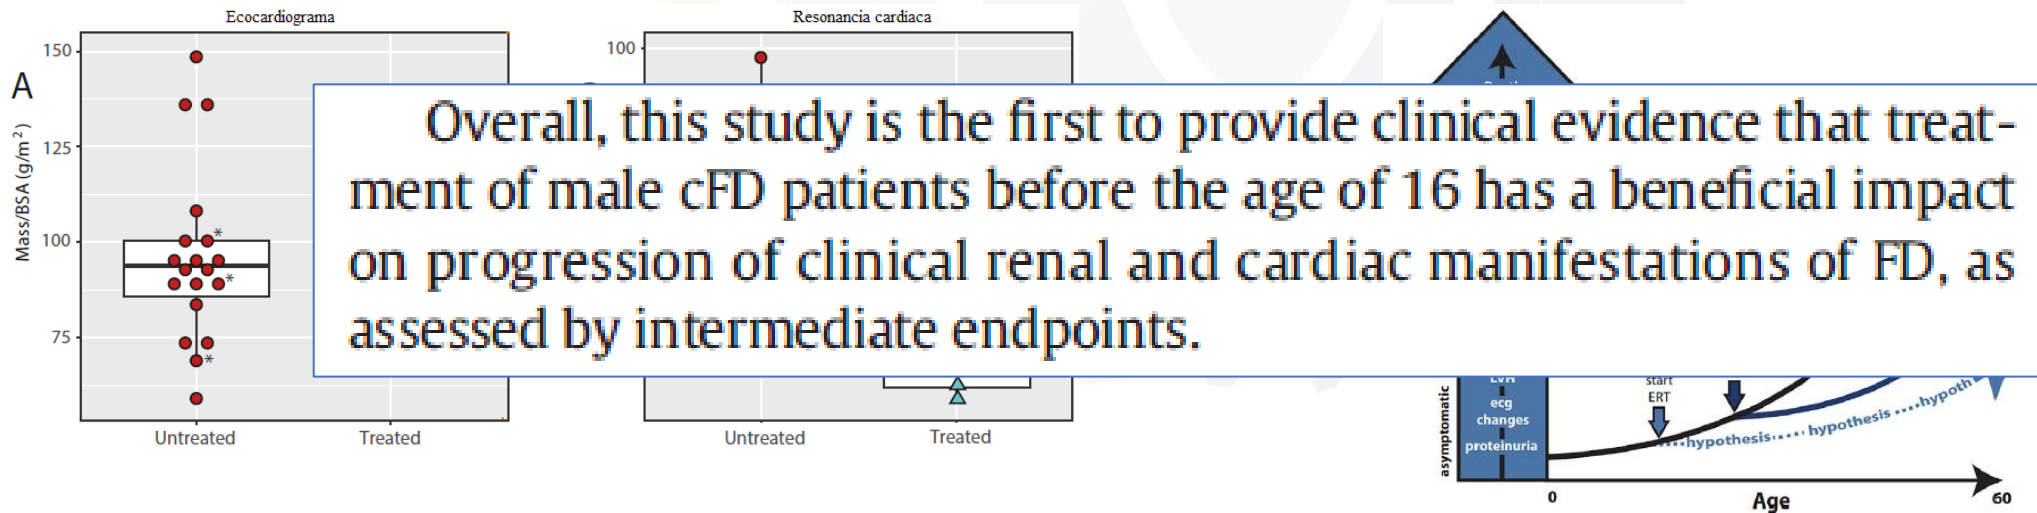 Ecocardiograma
Resonancia cardiaca
A
Mass/BSA (g/m²)
150
125
100
75
*
*
*
Untreated
Treated
100
Untreated
Treated
Overall, this study is the first to provide clinical evidence that treat-
ment of male cFD patients before the age of 16 has a beneficial impact
on progression of clinical renal and cardiac manifestations of FD, as
assessed by intermediate endpoints.
asymptomatic
LVH
ecg
changes
proteinuria
start
ERT
hypothesis
hypothesis
0
Age
60